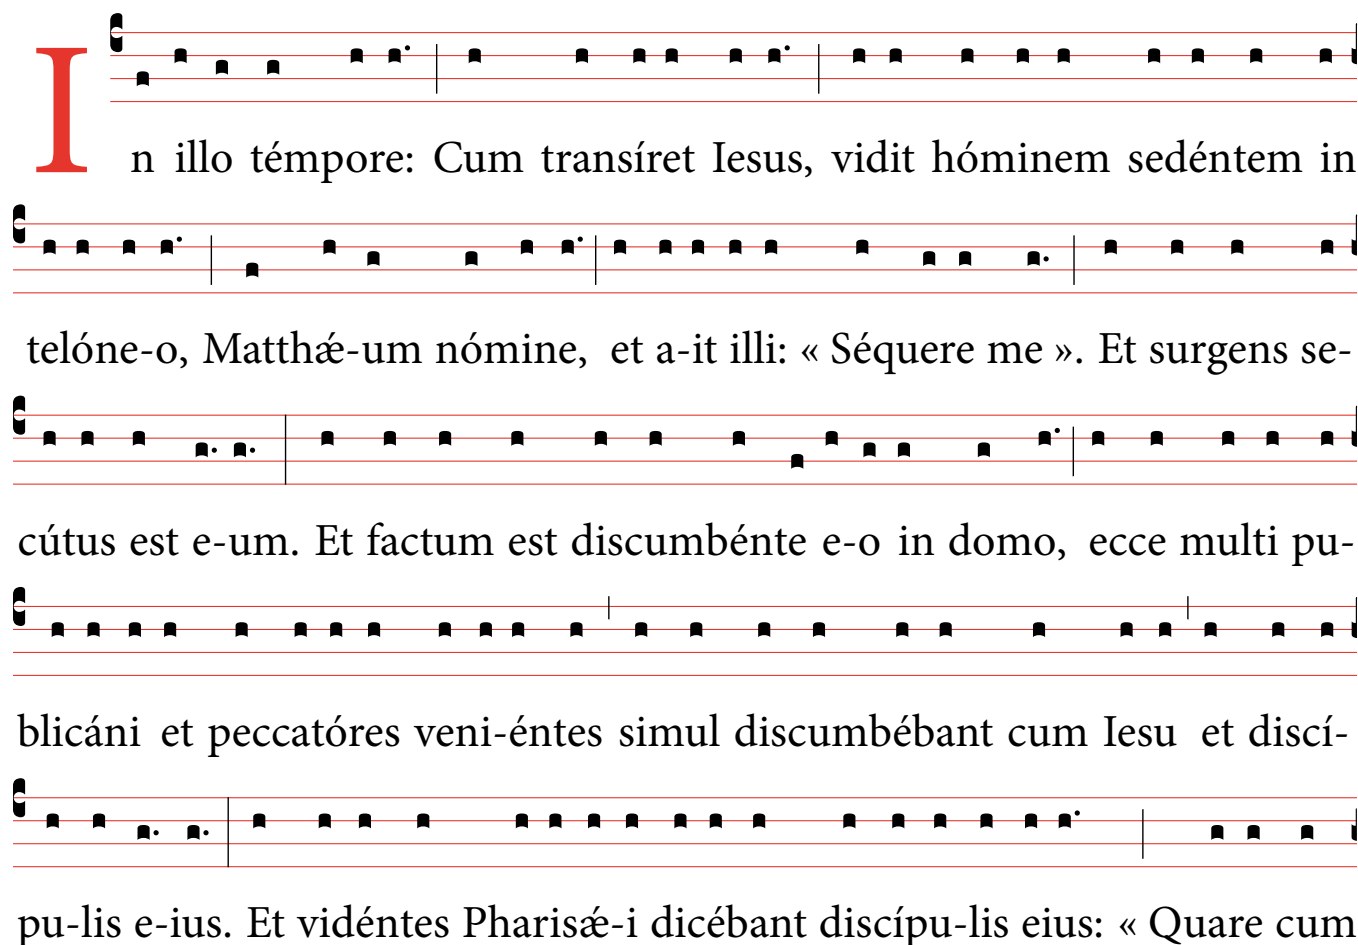 In illo témpore: Cum transíret Iesus, vidit hóminem sedéntem in
telóne-o, Matthǽ-um nómine, et a-it illi: « Séquere me ». Et surgens se-
cútus est e-um. Et factum est discumbénte e-o in domo, ecce multi pu-
blicáni et peccatóres veni-éntes simul discumbébant cum Iesu et discí-
pu-lis e-ius. Et vidéntes Pharisǽ-i dicébant discípu-lis eius: « Quare cum